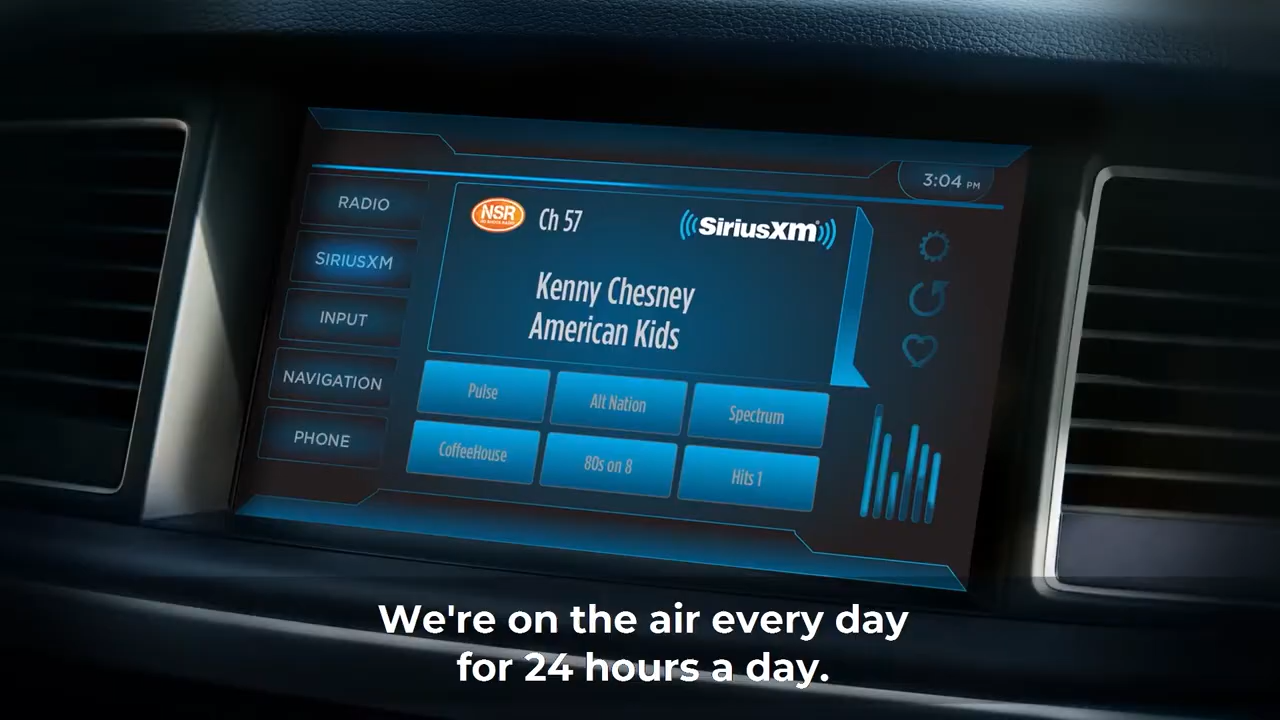 3:04 PM
RADIO
SIRIUSXM
INPUT
NAVIGATION
PHONE
NSR
Ch 57
SiriusXm
Kenny Chesney
American Kids
Pulse
Alt Nation
Spectrum
CoffeeHouse
80s on 8
Hits 1
We're on the air every day
for 24 hours a day.